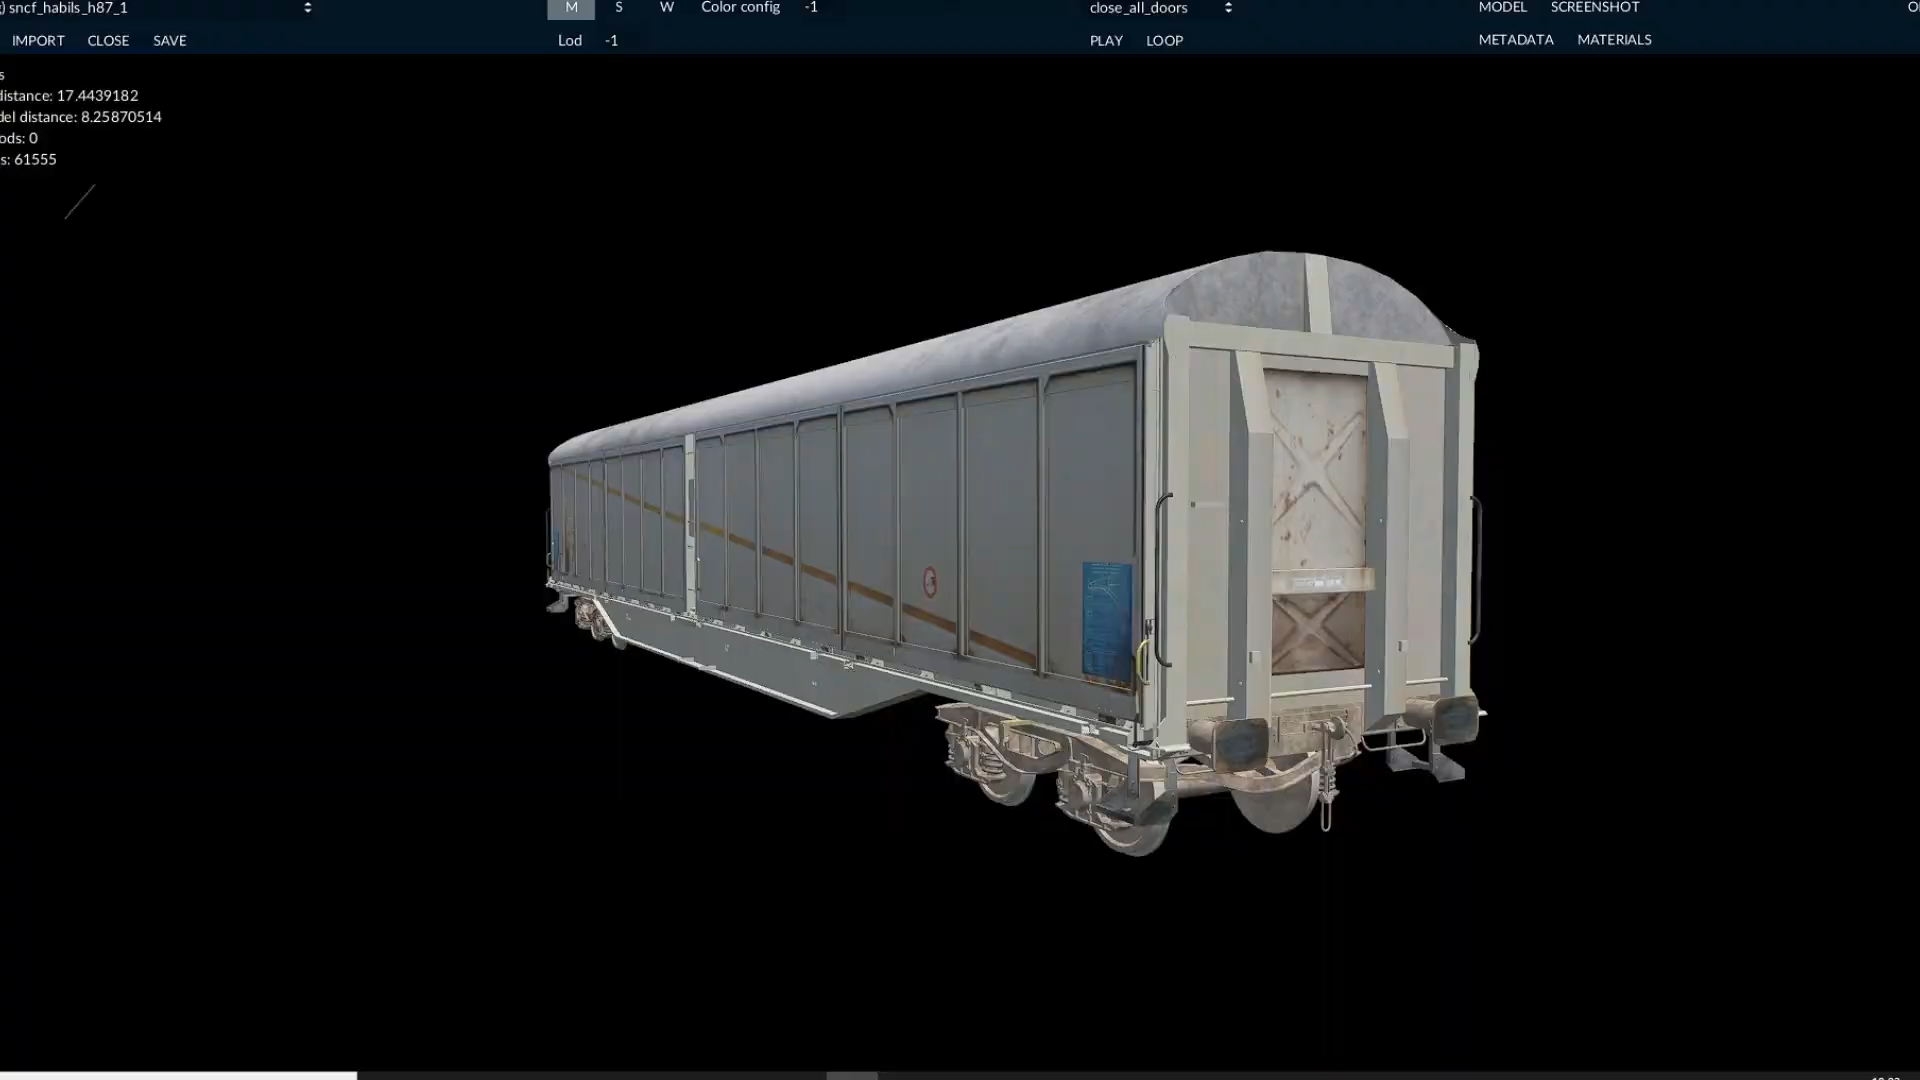 sncf_habils_h87_1 M S W Color config -1 close_all_doors MODEL SCREENSHOT
IMPORT CLOSE SAVE Lod -1 PLAY LOOP METADATA MATERIALS
distance: 17.4439182
del distance: 8.25870514
ods: 0
s: 61555